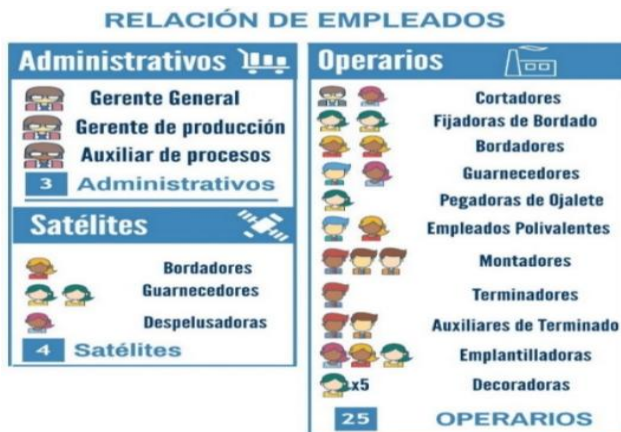 RELACIÓN DE EMPLEADOS
Administrativos
Gerente General
Gerente de producción
Auxiliar de procesos
3 Administrativos
Satélites
Bordadores
Guarnecedores
Despelusadoras
4 Satélites
Operarios
Cortadores
Fijadoras de Bordado
Bordadores
Guarnecedores
Pegadoras de Ojalete
Empleados Polivalentes
Montadores
Terminadores
Auxiliares de Terminado
Emplantilladoras
x5 Decoradoras
25 OPERARIOS